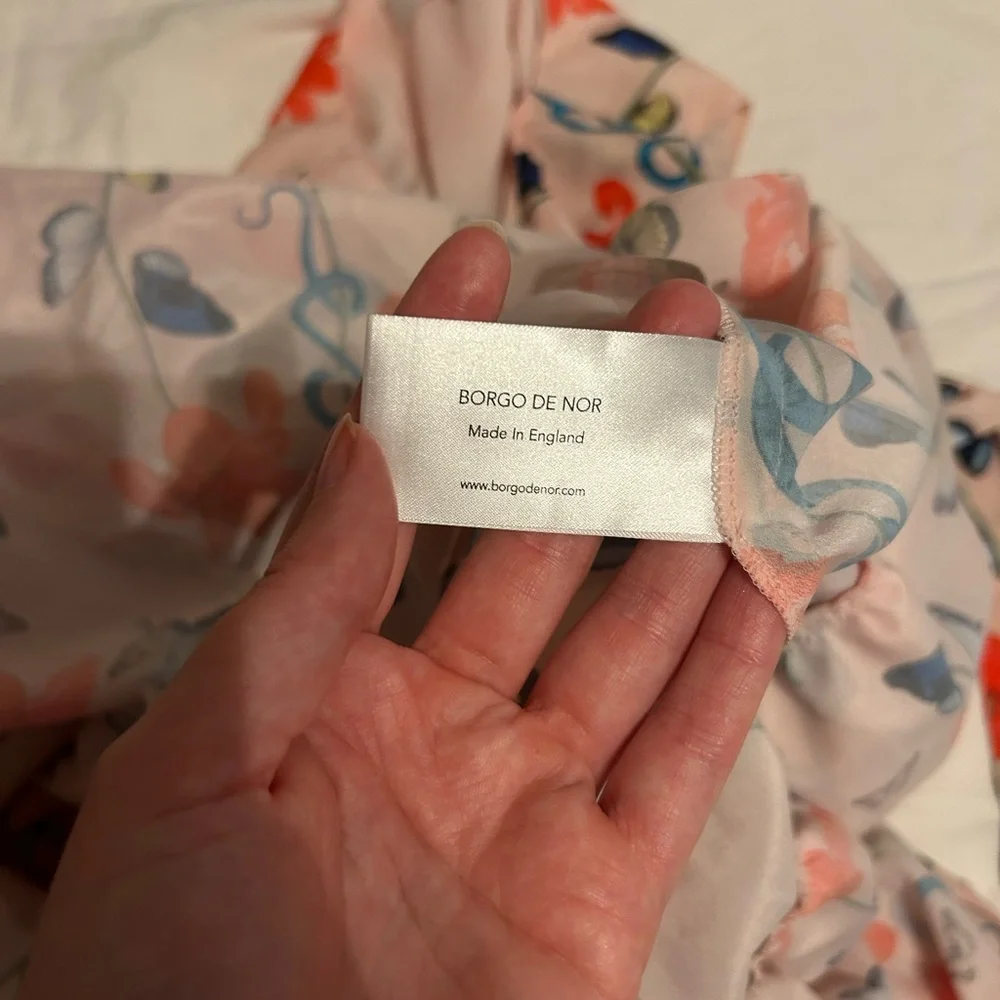 BORGO DE NOR
Made In England
www.borgodenor.com